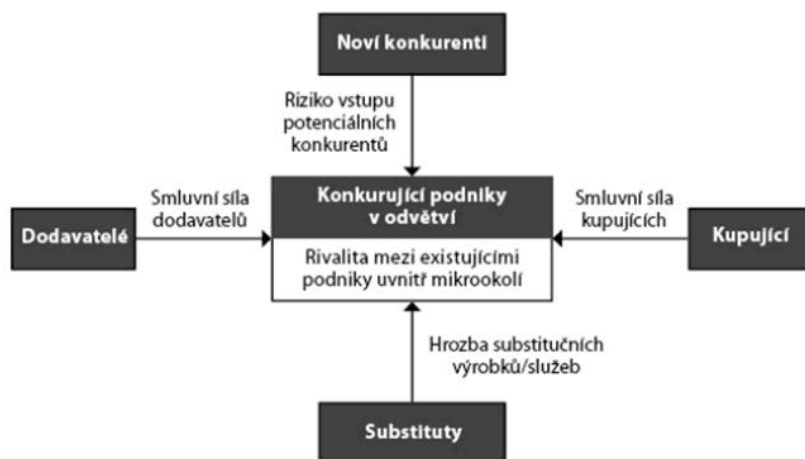 Noví konkurenti
Riziko vstupu
potenciálních
konkurentů
Konkurující podniky
v odvětví
Smluvní síla
dodavatelů
Smluvní síla
kupujících
Dodavatelé
Kupující
Rivalita mezi existujícími
podniky uvnitř mikrookolí
Hrozba substitučních
výrobků/služeb
Substituty